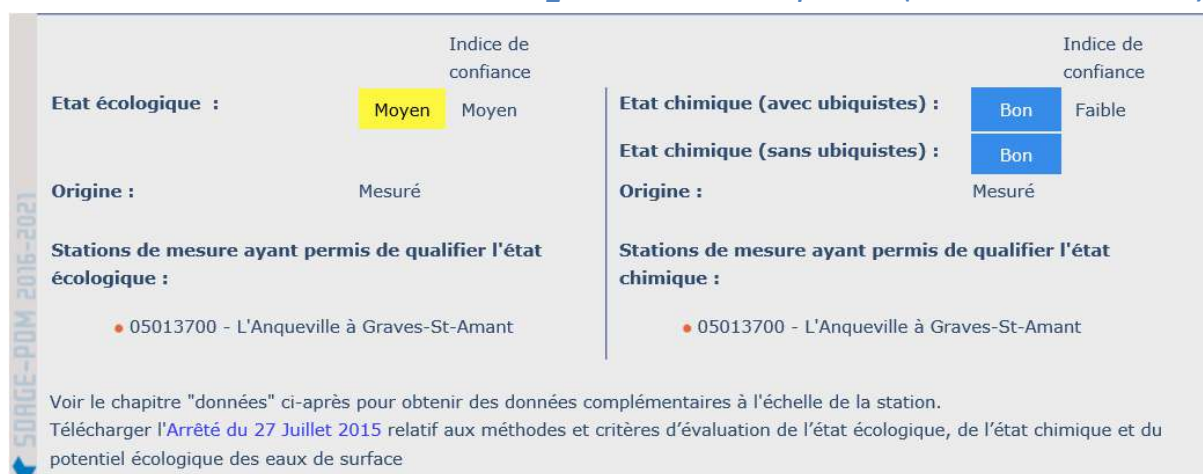 Indice de
confiance
Etat écologique :
Moyen
Moyen
Origine :
Mesuré
Stations de mesure ayant permis de qualifier l'état
écologique :
05013700 - L'Anqueville à Graves-St-Amant
Indice de
confiance
Etat chimique (avec ubiquistes) :
Bon
Faible
Etat chimique (sans ubiquistes) :
Bon
Origine :
Mesuré
Stations de mesure ayant permis de qualifier l'état
chimique :
05013700 - L'Anqueville à Graves-St-Amant
Voir le chapitre "données" ci-après pour obtenir des données complémentaires à l'échelle de la station.
Télécharger l'Arrêté du 27 Juillet 2015 relatif aux méthodes et critères d’évaluation de l’état écologique, de l’état chimique et du
potentiel écologique des eaux de surface
SDAGE-PDM 2016-2021